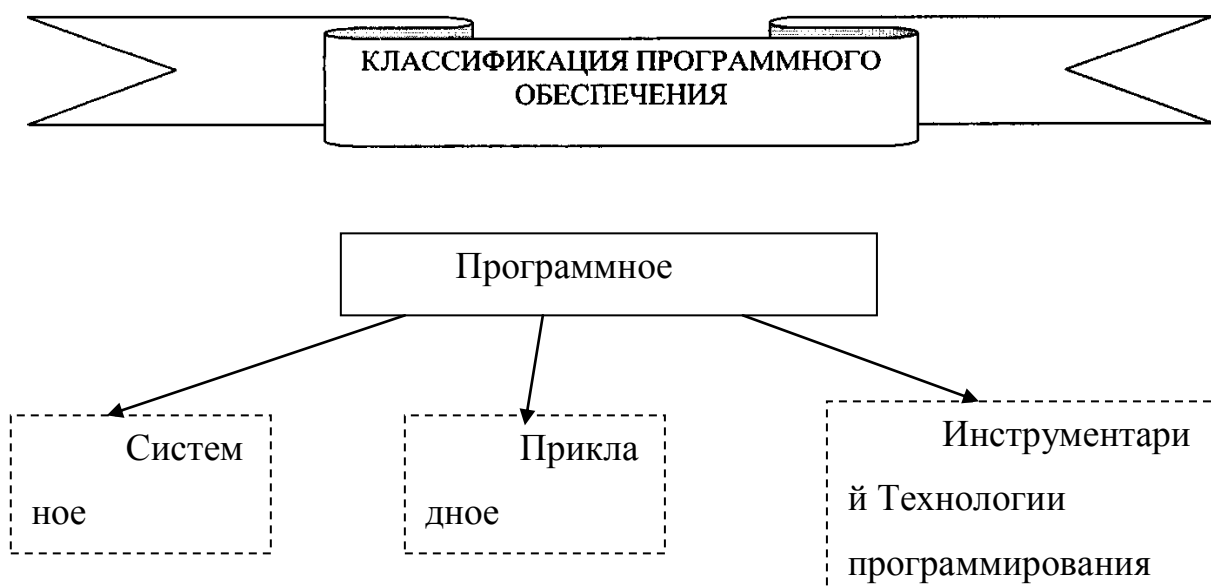 КЛАССИФИКАЦИЯ ПРОГРАММНОГО
ОБЕСПЕЧЕНИЯ
Программное
Систем
ное
Прикла
дное
Инструментари
й Технологии
программирования